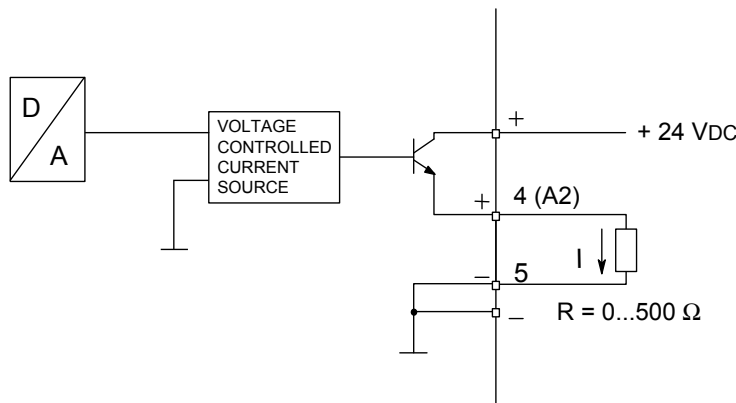 D
A
VOLTAGE
CONTROLLED
CURRENT
SOURCE
+
+ 24 VDC
+
4 (A2)
I
–
5
–
R = 0...500 Ω